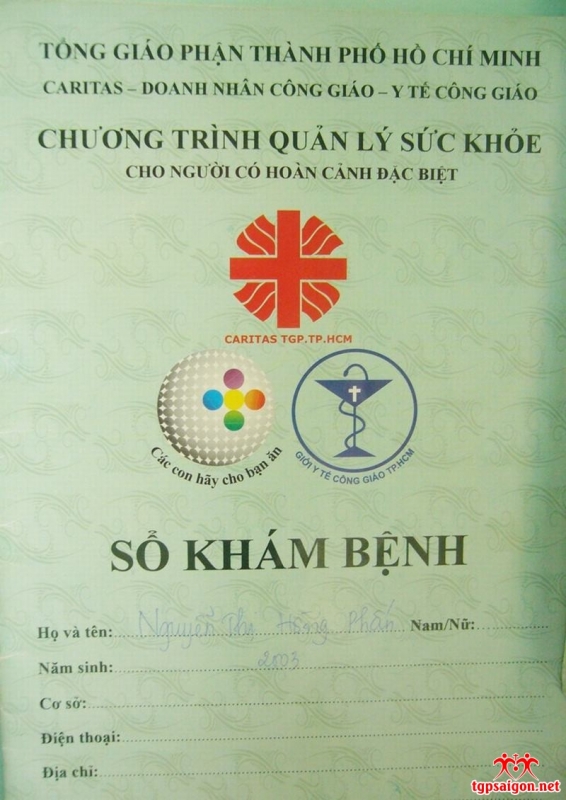 TỔNG GIÁO PHẬN THÀNH PHỐ HỒ CHÍ MINH
CARITAS – DOANH NHÂN CÔNG GIÁO – Y TẾ CÔNG GIÁO
CHƯƠNG TRÌNH QUẢN LÝ SỨC KHỎE
CHO NGƯỜI CÓ HOÀN CẢNH ĐẶC BIỆT
CARITAS TGP.TP.HCM
Các con hãy cho bạn ăn
GIỚI Y TẾ CÔNG GIÁO TP.HCM
SỔ KHÁM BỆNH
Họ và tên: Nguyễn Thị Hồng Phấn Nam/Nữ:
Năm sinh: 2003
Cơ sở:
Điện thoại:
Địa chỉ:
tgpsaigon.net